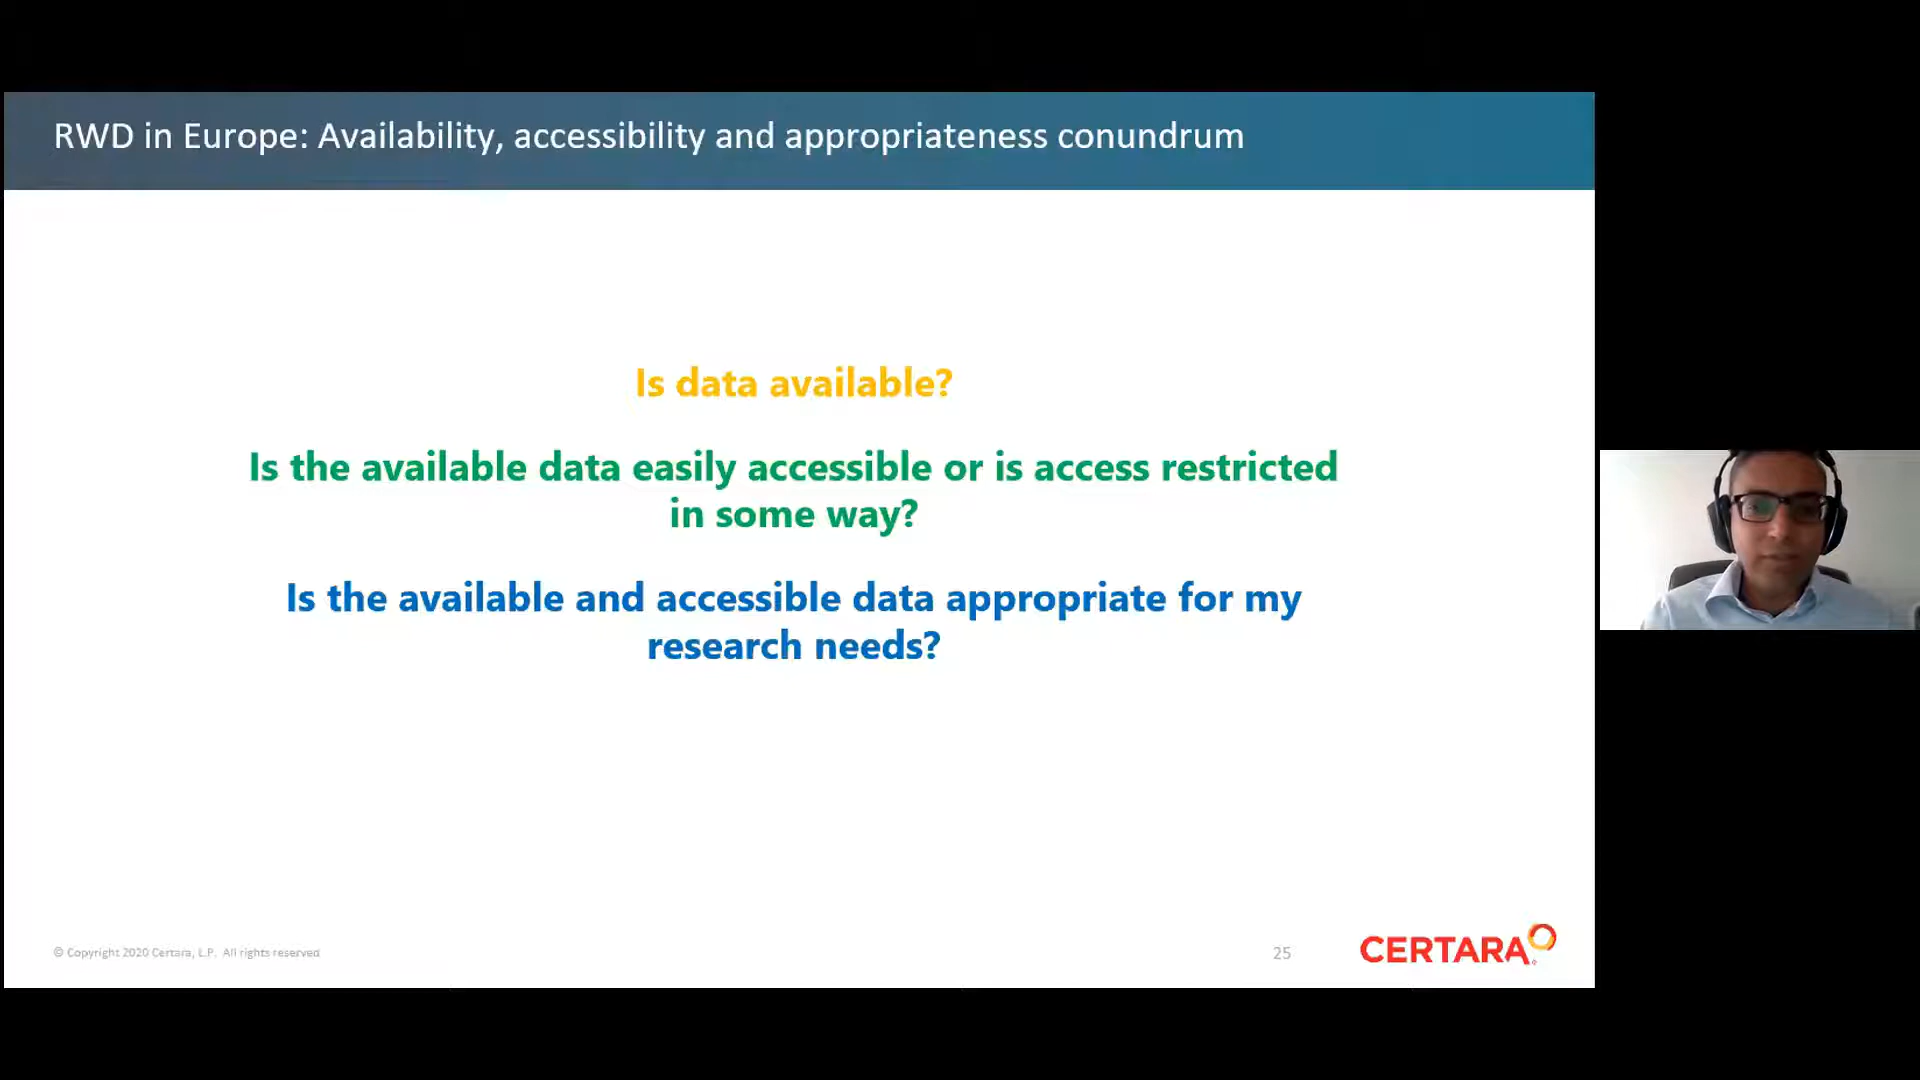 RWD in Europe: Availability, accessibility and appropriateness conundrum
Is data available?
Is the available data easily accessible or is access restricted
in some way?
Is the available and accessible data appropriate for my
research needs?
© Copyright 2020 Certara, L.P. All rights reserved
25
CERTARA